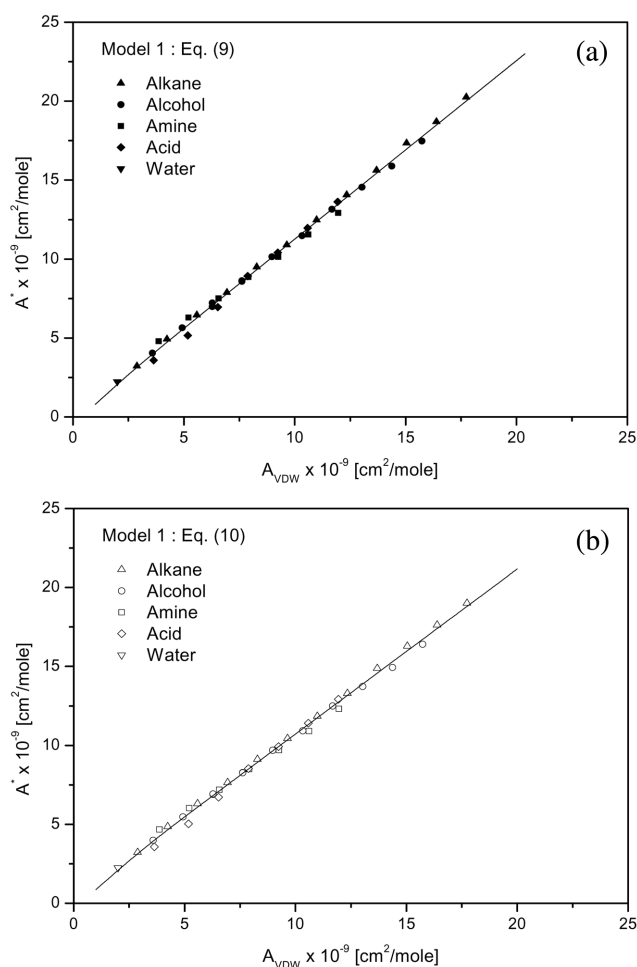 25
20
15
10
5
0
A* x 10⁻⁹ [cm²/mole]
Model 1 : Eq. (9)
Alkane
Alcohol
Amine
Acid
Water
(a)
0 5 10 15 20 25
A_VDW x 10⁻⁹ [cm²/mole]
25
20
15
10
5
0
A* x 10⁻⁹ [cm²/mole]
Model 1 : Eq. (10)
Alkane
Alcohol
Amine
Acid
Water
(b)
0 5 10 15 20 25
A_VDW x 10⁻⁹ [cm²/mole]